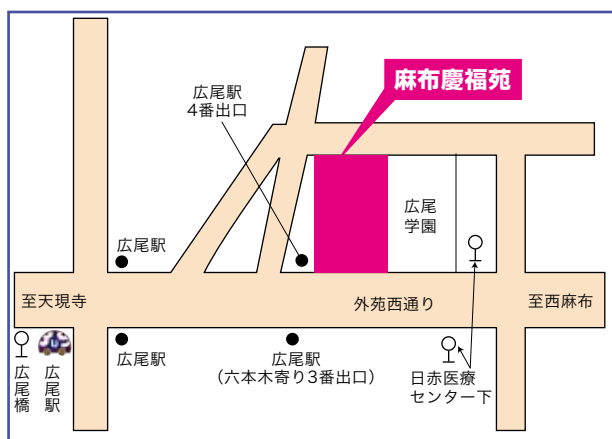 麻布慶福苑
広尾駅
4番出口
広尾
学園
広尾駅
至天現寺
外苑西通り
至西麻布
広尾橋
広尾駅
広尾駅
広尾駅
(六本木寄り3番出口)
日赤医療
センター下